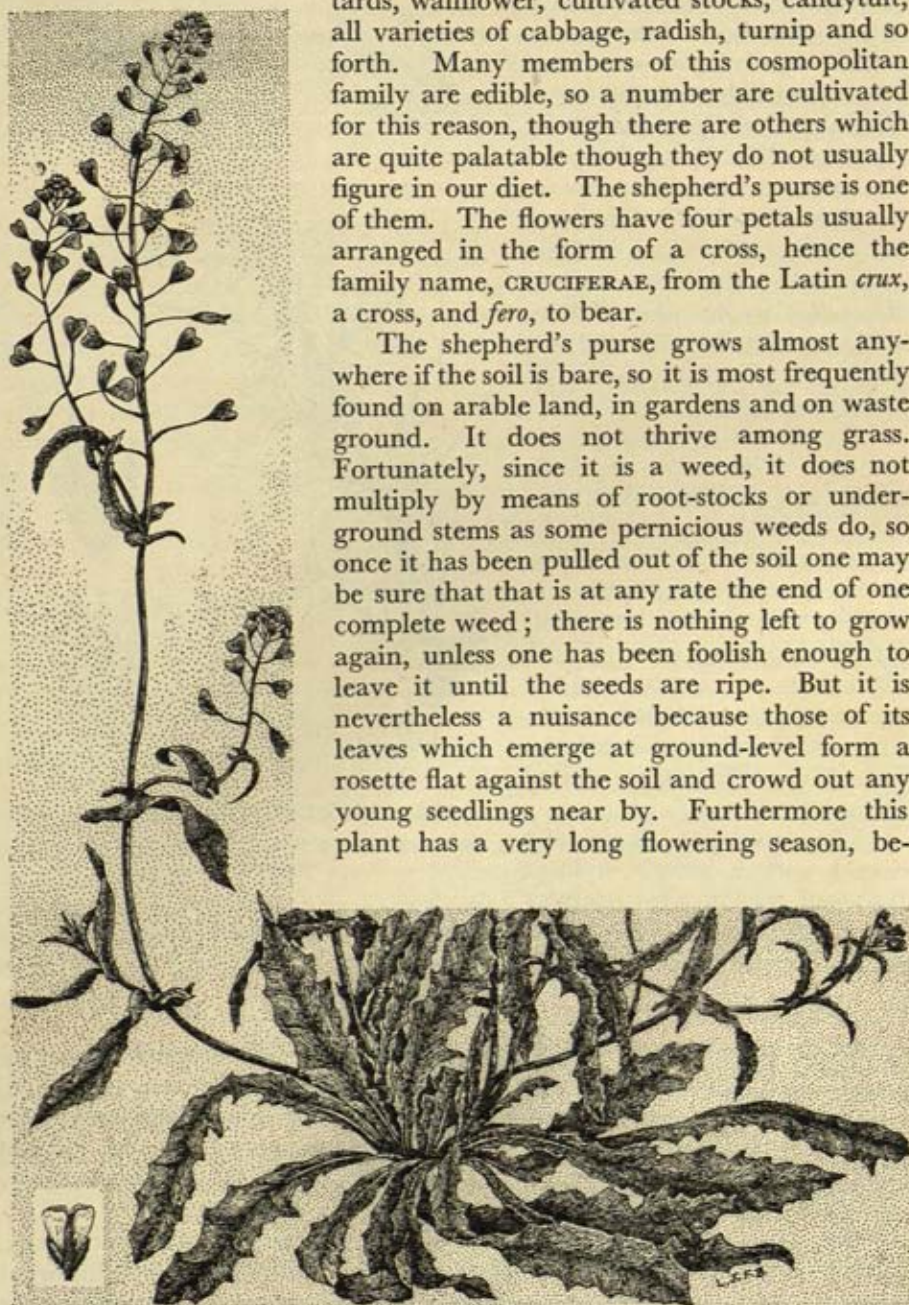 tards, wallflower, cultivated stocks, candytuft,
all varieties of cabbage, radish, turnip and so
forth. Many members of this cosmopolitan
family are edible, so a number are cultivated
for this reason, though there are others which
are quite palatable though they do not usually
figure in our diet. The shepherd's purse is one
of them. The flowers have four petals usually
arranged in the form of a cross, hence the
family name, CRUCIFERAE, from the Latin crux,
a cross, and fero, to bear.
The shepherd's purse grows almost any-
where if the soil is bare, so it is most frequently
found on arable land, in gardens and on waste
ground. It does not thrive among grass.
Fortunately, since it is a weed, it does not
multiply by means of root-stocks or under-
ground stems as some pernicious weeds do, so
once it has been pulled out of the soil one may
be sure that that is at any rate the end of one
complete weed; there is nothing left to grow
again, unless one has been foolish enough to
leave it until the seeds are ripe. But it is
nevertheless a nuisance because those of its
leaves which emerge at ground-level form a
rosette flat against the soil and crowd out any
young seedlings near by. Furthermore this
plant has a very long flowering season, be-